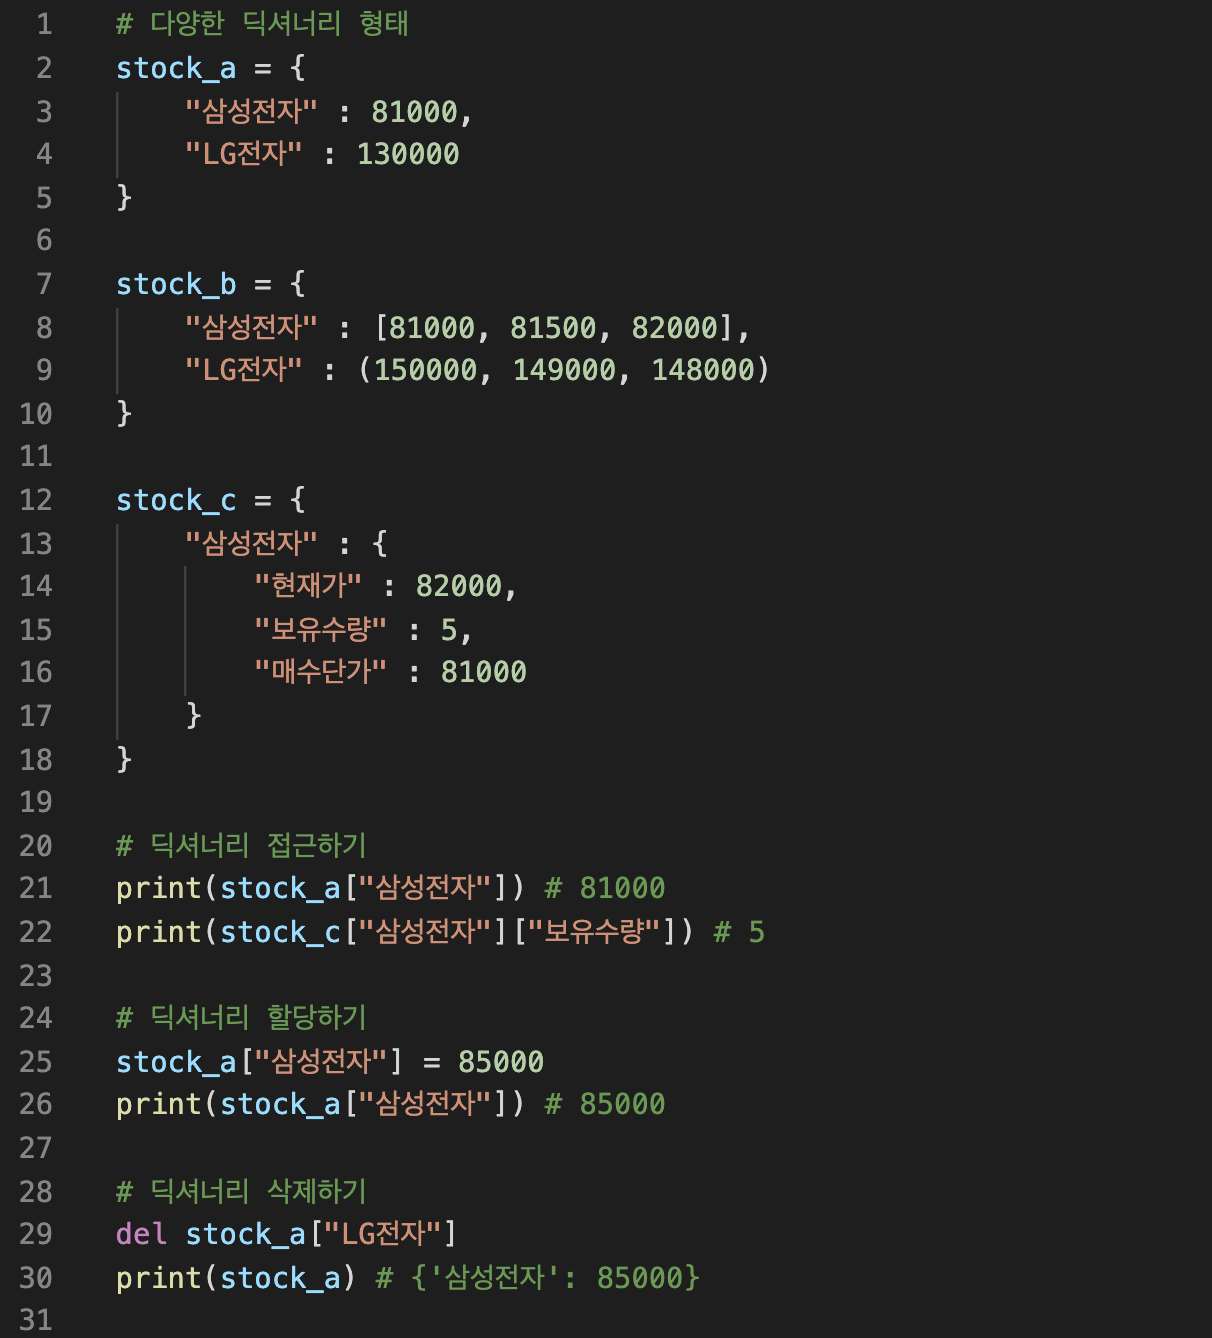 1 # 다양한 딕셔너리 형태
2 stock_a = {
3 "삼성전자" : 81000,
4 "LG전자" : 130000
5 }
6
7 stock_b = {
8 "삼성전자" : [81000, 81500, 82000],
9 "LG전자" : (150000, 149000, 148000)
10 }
11
12 stock_c = {
13 "삼성전자" : {
14 "현재가" : 82000,
15 "보유수량" : 5,
16 "매수단가" : 81000
17 }
18 }
19
20 # 딕셔너리 접근하기
21 print(stock_a["삼성전자"]) # 81000
22 print(stock_c["삼성전자"]["보유수량"]) # 5
23
24 # 딕셔너리 할당하기
25 stock_a["삼성전자"] = 85000
26 print(stock_a["삼성전자"]) # 85000
27
28 # 딕셔너리 삭제하기
29 del stock_a["LG전자"]
30 print(stock_a) # {'삼성전자': 85000}
31